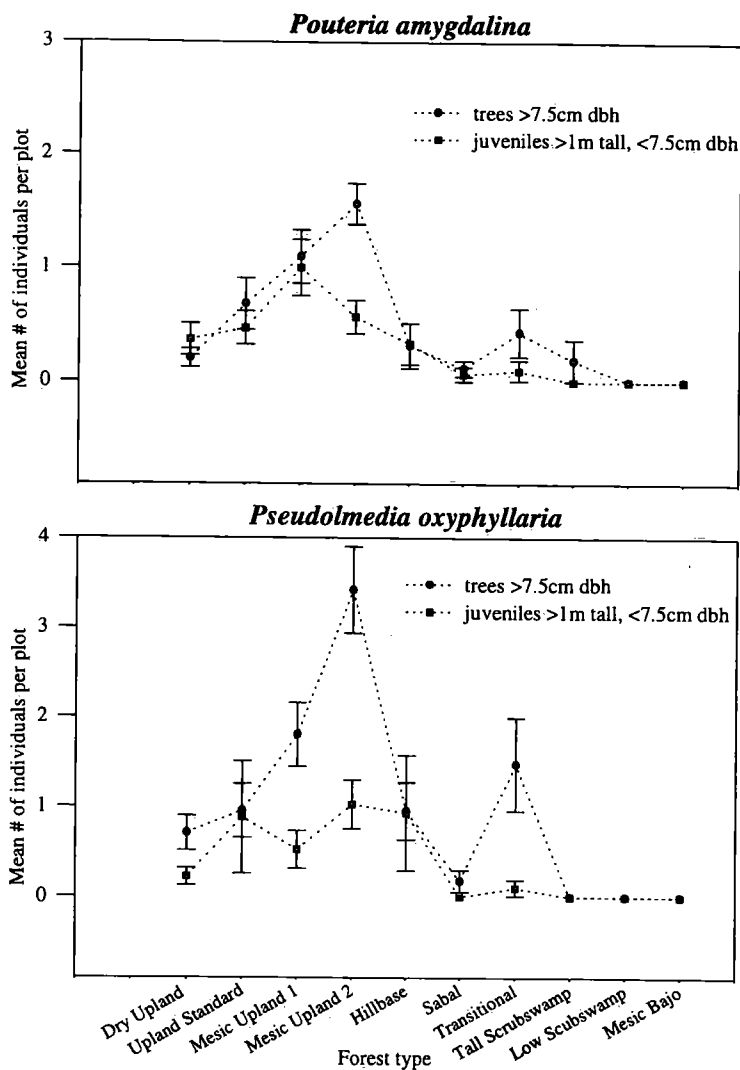 Pouteria amygdalina
3
trees >7.5cm dbh
juveniles >1m tall, <7.5cm dbh
2
1
0
Mean # of individuals per plot
Pseudolmedia oxyphyllaria
4
trees >7.5cm dbh
juveniles >1m tall, <7.5cm dbh
3
2
1
0
Mean # of individuals per plot
Dry Upland
Upland Standard
Mesic Upland 1
Mesic Upland 2
Hillbase
Sabal
Transitional
Tall Scrubswamp
Low Scubswamp
Mesic Bajo
Forest type